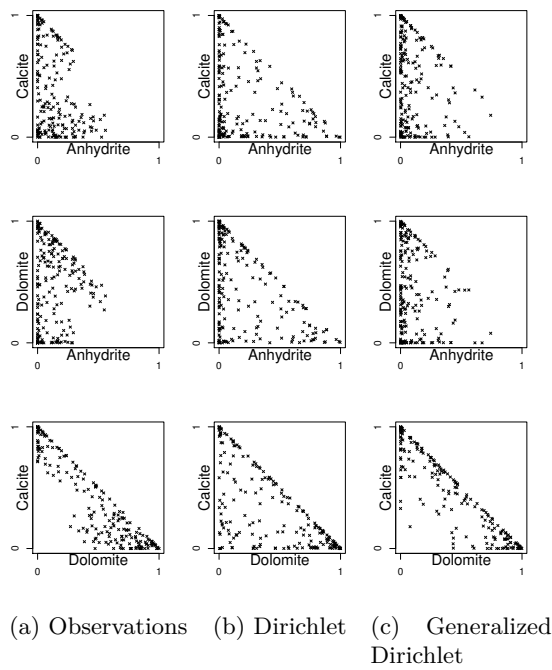 1
Calcite
0
Anhydrite
0
1
1
Calcite
0
Anhydrite
0
1
1
Calcite
0
Anhydrite
0
1
1
Dolomite
0
Anhydrite
0
1
1
Dolomite
0
Anhydrite
0
1
1
Dolomite
0
Anhydrite
0
1
1
Calcite
0
Dolomite
0
1
1
Calcite
0
Dolomite
0
1
1
Calcite
0
Dolomite
0
1
(a) Observations
(b) Dirichlet
(c) Generalized
Dirichlet